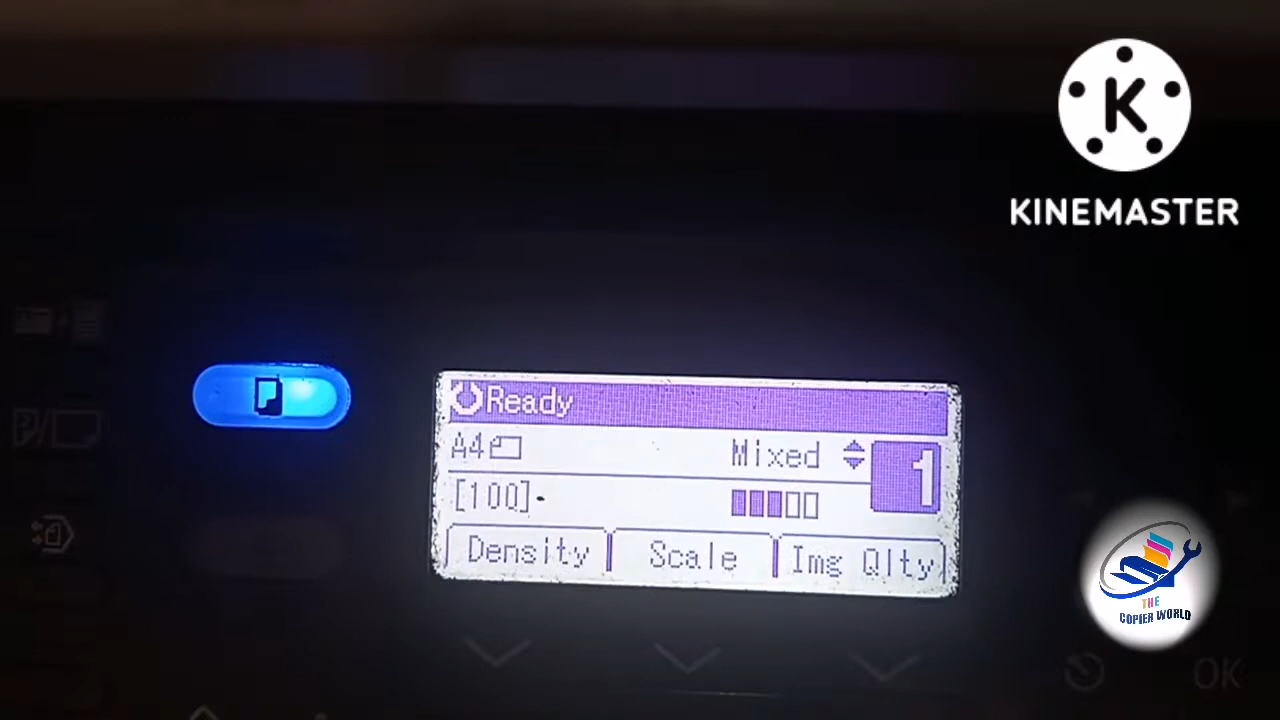 K
KINEMASTER
Ready
A4
Mixed
1
[100]
Density
Scale
Img Qlty
THE
COPIER WORLD
OK